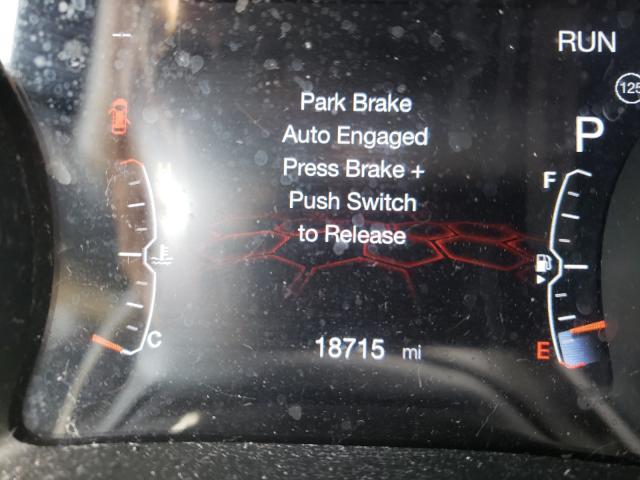 RUN
125
Park Brake
Auto Engaged
Press Brake +
Push Switch
to Release
P
H
F
C
E
18715 mi